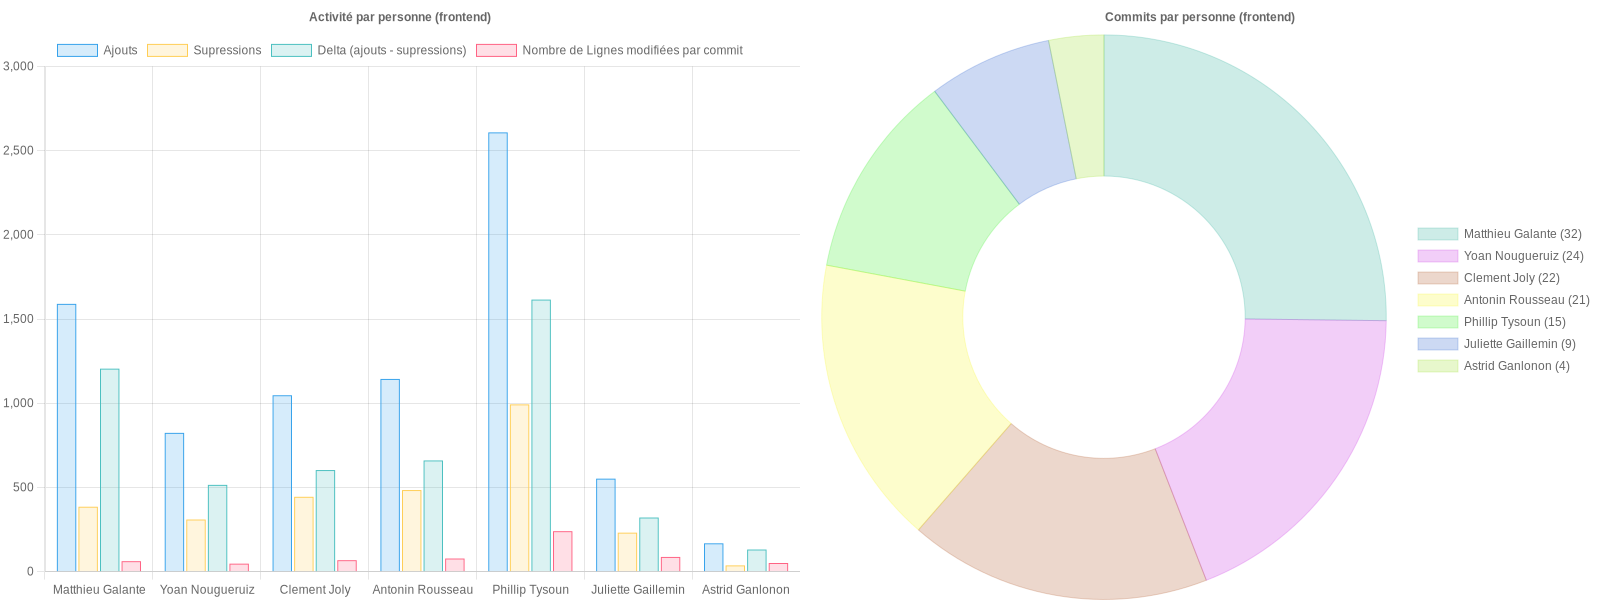 Activité par personne (frontend)
Ajouts
Supressions
Delta (ajouts - supressions)
Nombre de Lignes modifiées par commit
3,000
2,500
2,000
1,500
1,000
500
0
Matthieu Galante
Yoan Nougueruiz
Clement Joly
Antonin Rousseau
Phillip Tysoun
Juliette Gaillemin
Astrid Ganlonon
Commits par personne (frontend)
Matthieu Galante (32)
Yoan Nougueruiz (24)
Clement Joly (22)
Antonin Rousseau (21)
Phillip Tysoun (15)
Juliette Gaillemin (9)
Astrid Ganlonon (4)